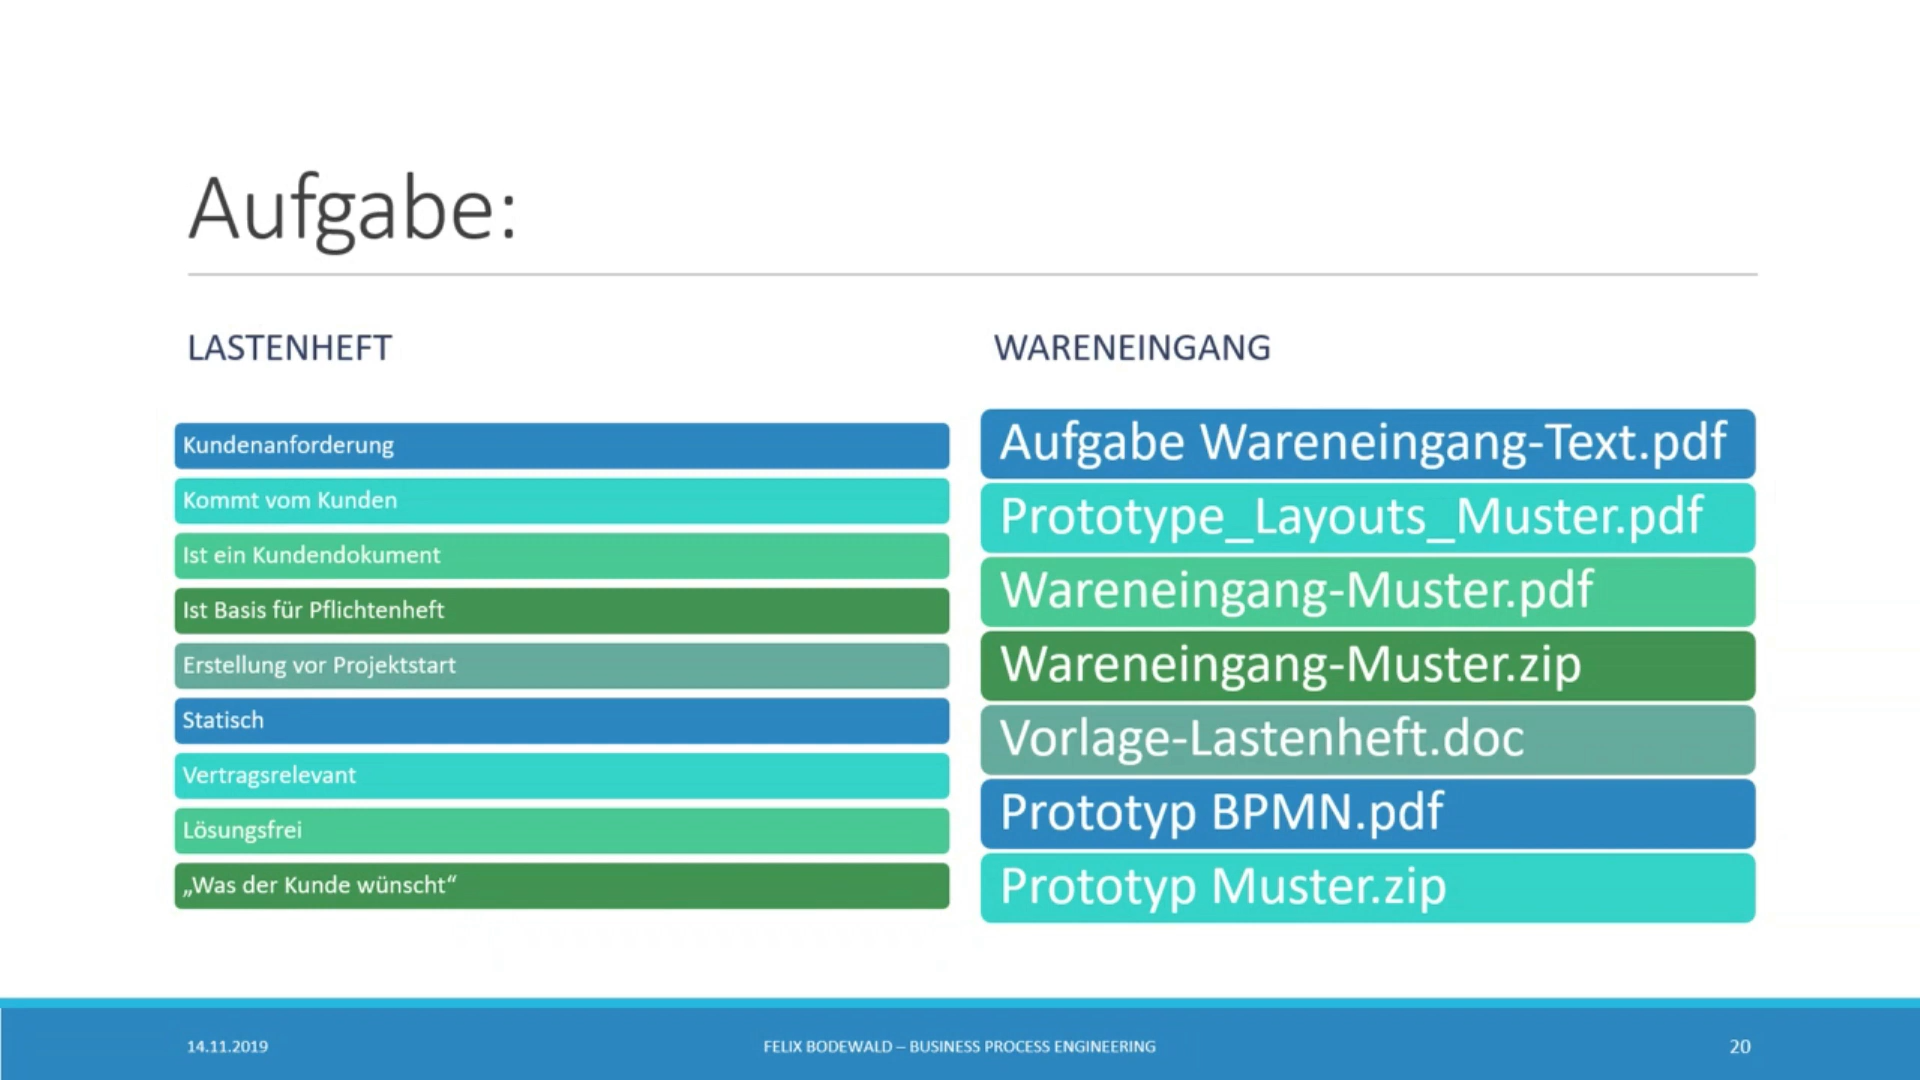 Aufgabe:
LASTENHEFT
Kundenanforderung
Kommt vom Kunden
Ist ein Kundendokument
Ist Basis für Pflichtenheft
Erstellung vor Projektstart
Statisch
Vertragsrelevant
Lösungsfrei
„Was der Kunde wünscht“
WARENEINGANG
Aufgabe Wareneingang-Text.pdf
Prototype_Layouts_Muster.pdf
Wareneingang-Muster.pdf
Wareneingang-Muster.zip
Vorlage-Lastenheft.doc
Prototyp BPMN.pdf
Prototyp Muster.zip
14.11.2019
FELIX BODEWALD – BUSINESS PROCESS ENGINEERING
20